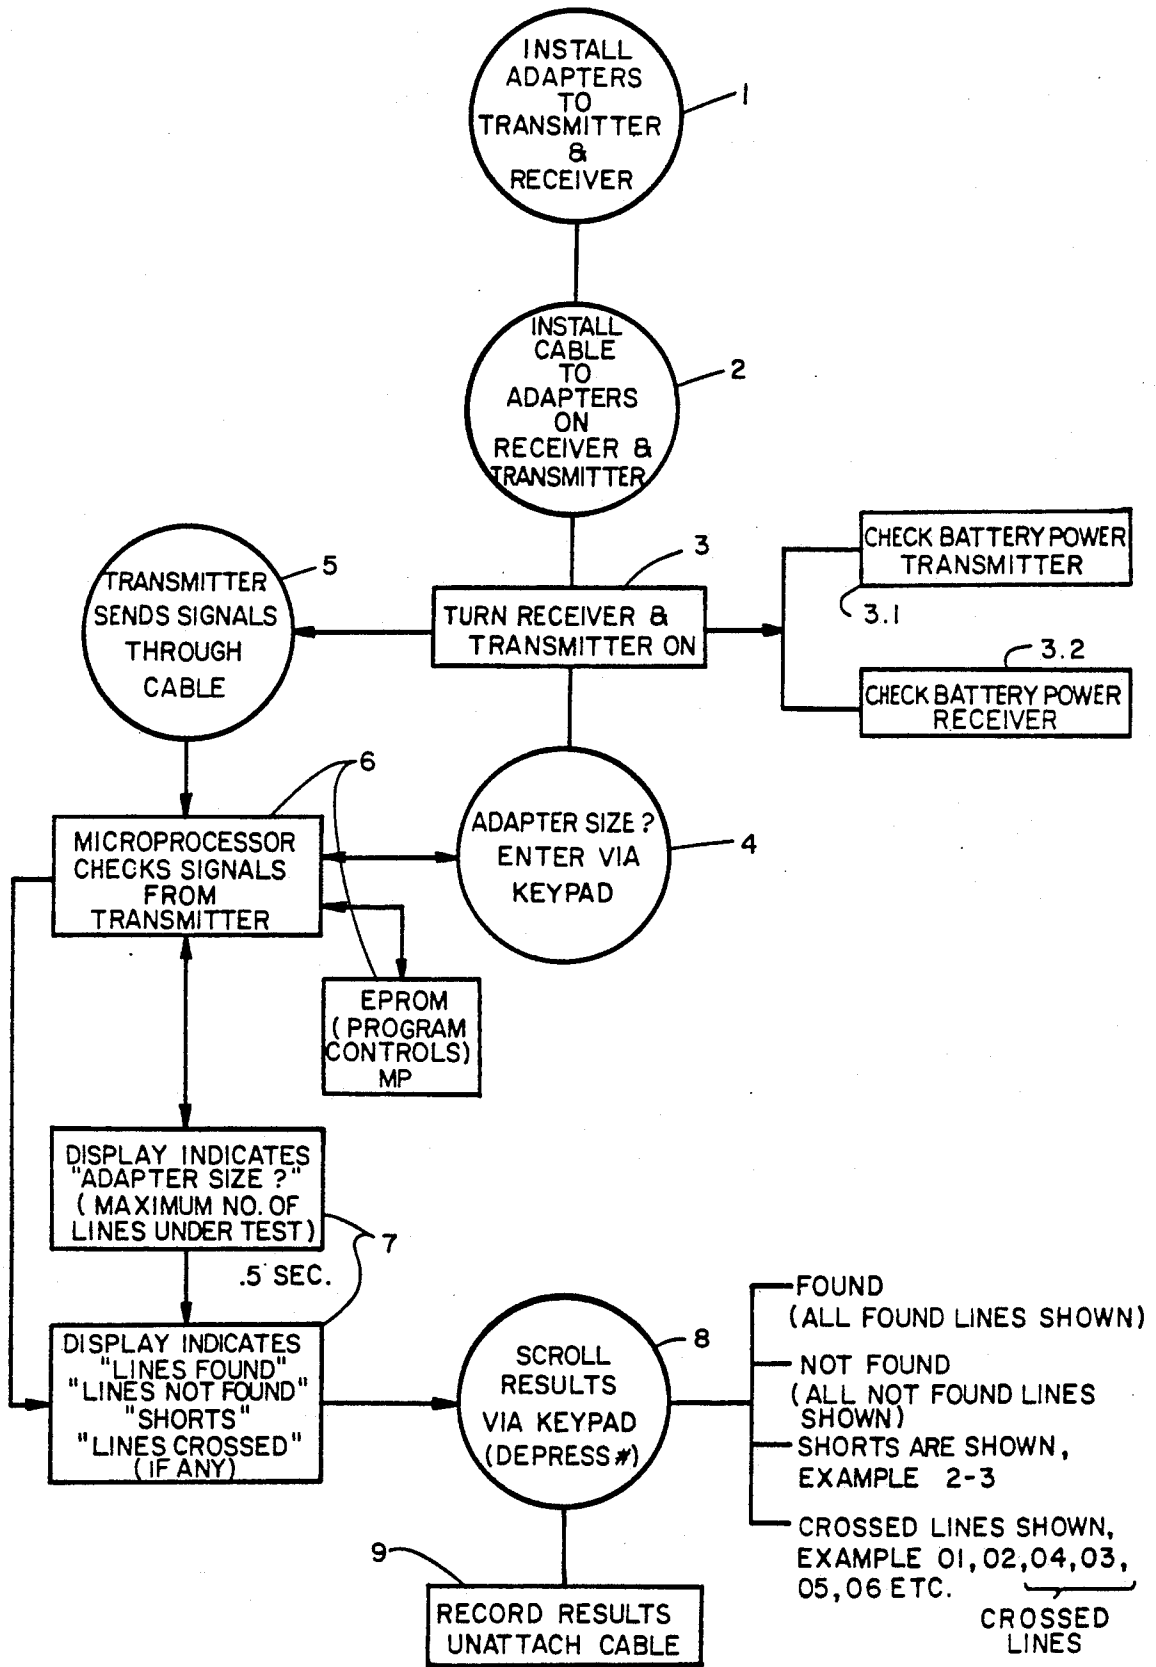 INSTALL
ADAPTERS
TO
TRANSMITTER
&
RECEIVER
1
INSTALL
CABLE
TO
ADAPTERS
ON
RECEIVER &
TRANSMITTER
2
3
TURN RECEIVER &
TRANSMITTER ON
CHECK BATTERY POWER
TRANSMITTER
3.1
3.2
CHECK BATTERY POWER
RECEIVER
5
TRANSMITTER
SENDS SIGNALS
THROUGH
CABLE
6
MICROPROCESSOR
CHECKS SIGNALS
FROM
TRANSMITTER
ADAPTER SIZE ?
ENTER VIA
KEYPAD
4
EPROM
(PROGRAM
CONTROLS)
MP
DISPLAY INDICATES
"ADAPTER SIZE ?"
(MAXIMUM NO. OF
LINES UNDER TEST)
7
.5 SEC.
DISPLAY INDICATES
"LINES FOUND"
"LINES NOT FOUND"
"SHORTS"
"LINES CROSSED"
(IF ANY)
SCROLL
RESULTS
VIA KEYPAD
(DEPRESS #)
8
FOUND
(ALL FOUND LINES SHOWN)
NOT FOUND
(ALL NOT FOUND LINES
SHOWN)
SHORTS ARE SHOWN,
EXAMPLE 2-3
CROSSED LINES SHOWN,
EXAMPLE 01,02,04,03,
05,06 ETC.
CROSSED
LINES
9
RECORD RESULTS
UNATTACH CABLE